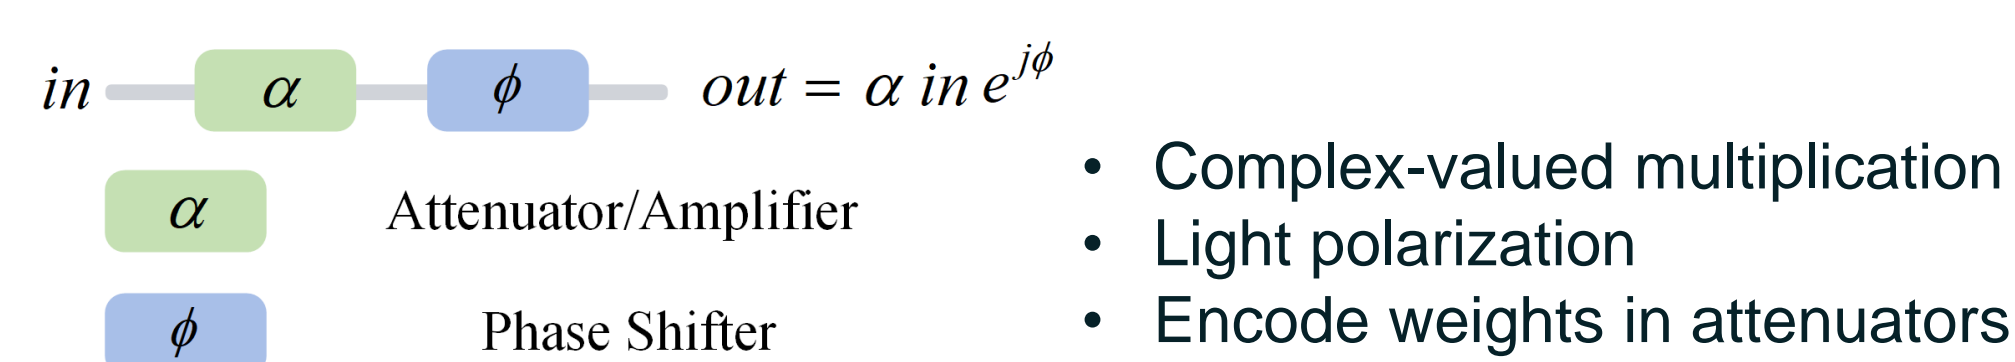 in α ϕ out = α in e^{jϕ}
α Attenuator/Amplifier
ϕ Phase Shifter
• Complex-valued multiplication
• Light polarization
• Encode weights in attenuators